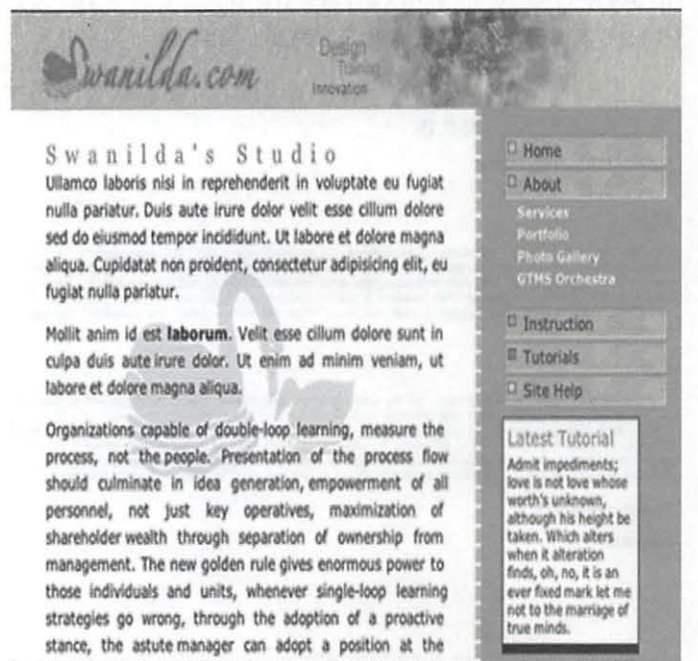 Swanilda.com
Design
Training
Innovation
Swanilda's Studio
Ullamco laboris nisi in reprehenderit in voluptate eu fugiat
nulla pariatur. Duis aute irure dolor velit esse cillum dolore
sed do eiusmod tempor incididunt. Ut labore et dolore magna
aliqua. Cupidatat non proident, consectetur adipisicing elit, eu
fugiat nulla pariatur.
Mollit anim id est laborum. Velit esse cillum dolore sunt in
culpa duis aute irure dolor. Ut enim ad minim veniam, ut
labore et dolore magna aliqua.
Organizations capable of double-loop learning, measure the
process, not the people. Presentation of the process flow
should culminate in idea generation, empowerment of all
personnel, not just key operatives, maximization of
shareholder wealth through separation of ownership from
management. The new golden rule gives enormous power to
those individuals and units, whenever single-loop learning
strategies go wrong, through the adoption of a proactive
stance, the astute manager can adopt a position at the
Home
About
Services
Portfolio
Photo Gallery
GTMS Orchestra
Instruction
Tutorials
Site Help
Latest Tutorial
Admit impediments;
love is not love whose
worth's unknown,
although his height be
taken. Which alters
when it alteration
finds, oh, no, it is an
ever fixed mark let me
not to the marriage of
true minds.